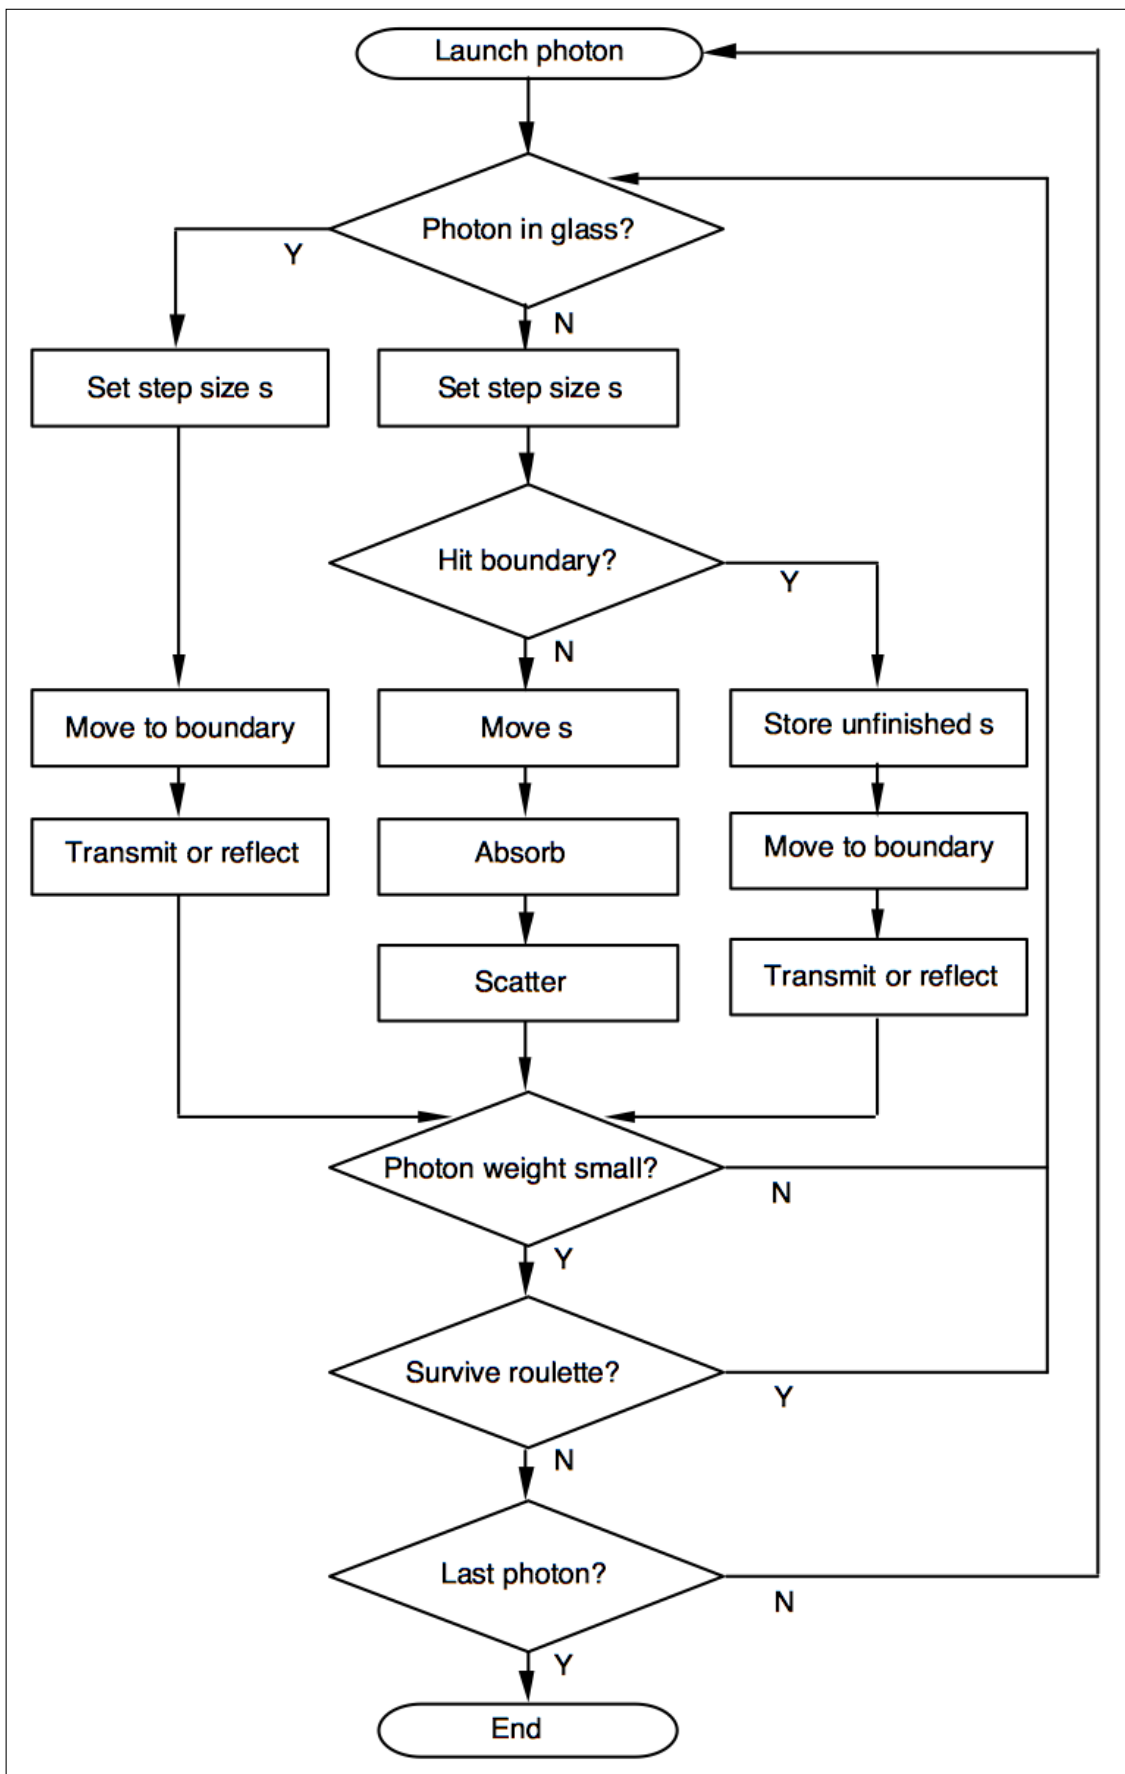 Launch photon
Photon in glass?
Y
N
Set step size s
Set step size s
Hit boundary?
Y
N
Move to boundary
Move s
Store unfinished s
Transmit or reflect
Absorb
Move to boundary
Scatter
Transmit or reflect
Photon weight small?
N
Y
Survive roulette?
Y
N
Last photon?
N
Y
End